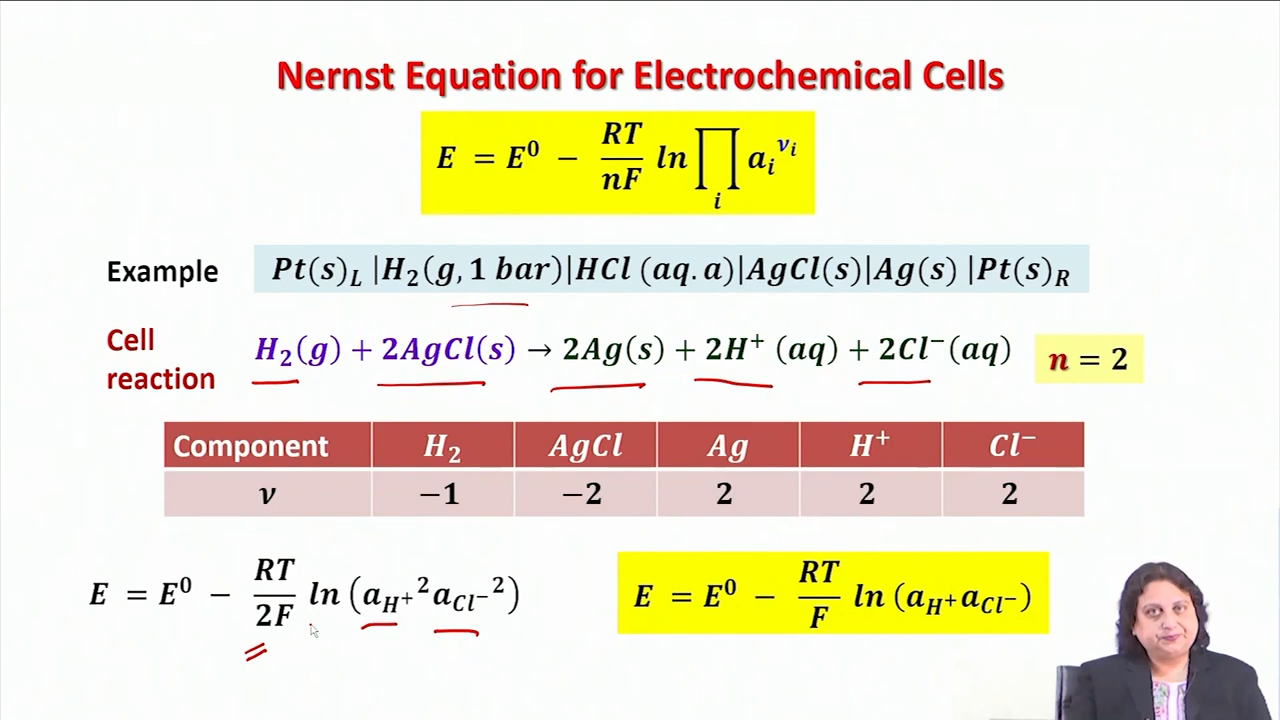 Nernst Equation for Electrochemical Cells
E = E⁰ − RT/nF ln ∏ᵢ aᵢ^νᵢ
Example Pt(s)_L |H₂(g, 1 bar)|HCl (aq. a)|AgCl(s)|Ag(s) |Pt(s)_R
Cell reaction H₂(g) + 2AgCl(s) → 2Ag(s) + 2H⁺ (aq) + 2Cl⁻(aq) n = 2
Component H₂ AgCl Ag H⁺ Cl⁻
ν −1 −2 2 2 2
E = E⁰ − RT/2F ln (a_H⁺² a_Cl⁻²) E = E⁰ − RT/F ln (a_H⁺ a_Cl⁻)